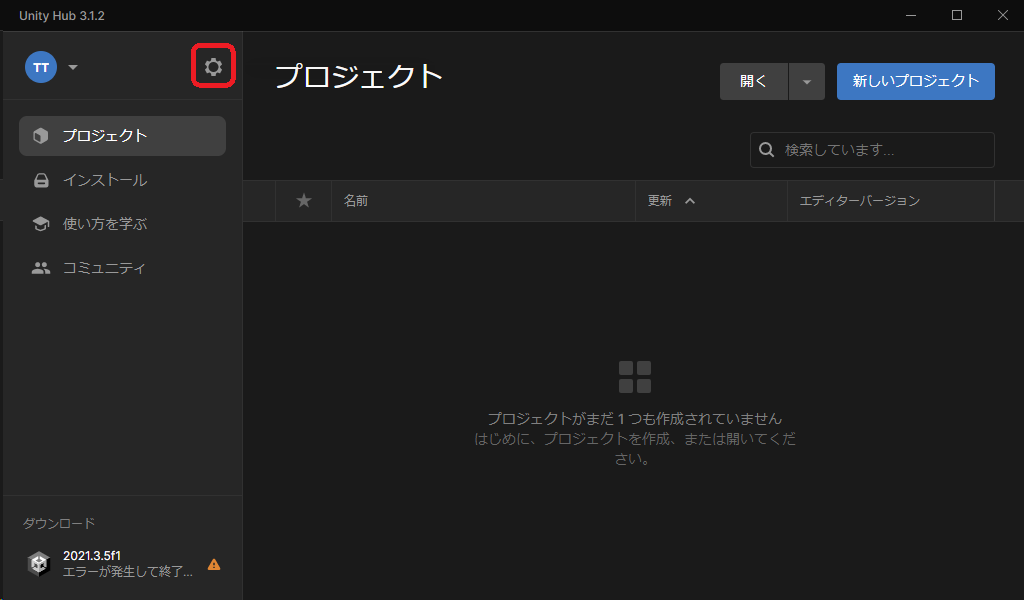 Unity Hub 3.1.2
TT
プロジェクト
インストール
使い方を学ぶ
コミュニティ
ダウンロード
2021.3.5f1
エラーが発生して終了...
プロジェクト
開く
新しいプロジェクト
検索しています...
名前
更新
エディターバージョン
プロジェクトがまだ 1 つも作成されていません
はじめに、プロジェクトを作成、または開いてくだ
さい。